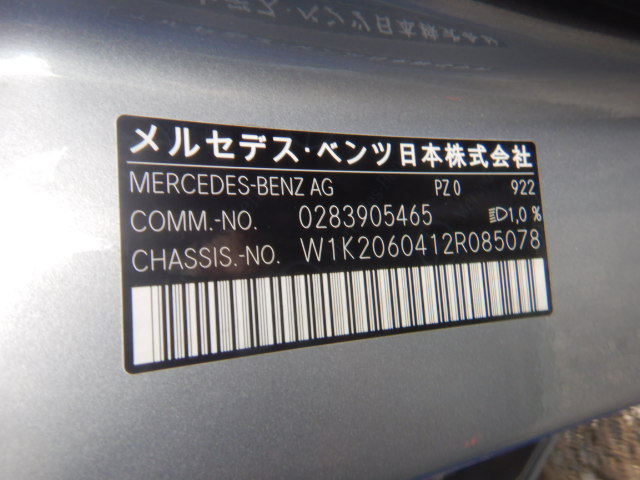 メルセデス・ベンツ日本株式会社
MERCEDES-BENZ AG PZ 0 922
COMM.-NO. 0283905465 1,0 %
CHASSIS.-NO. W1K2060412R085078